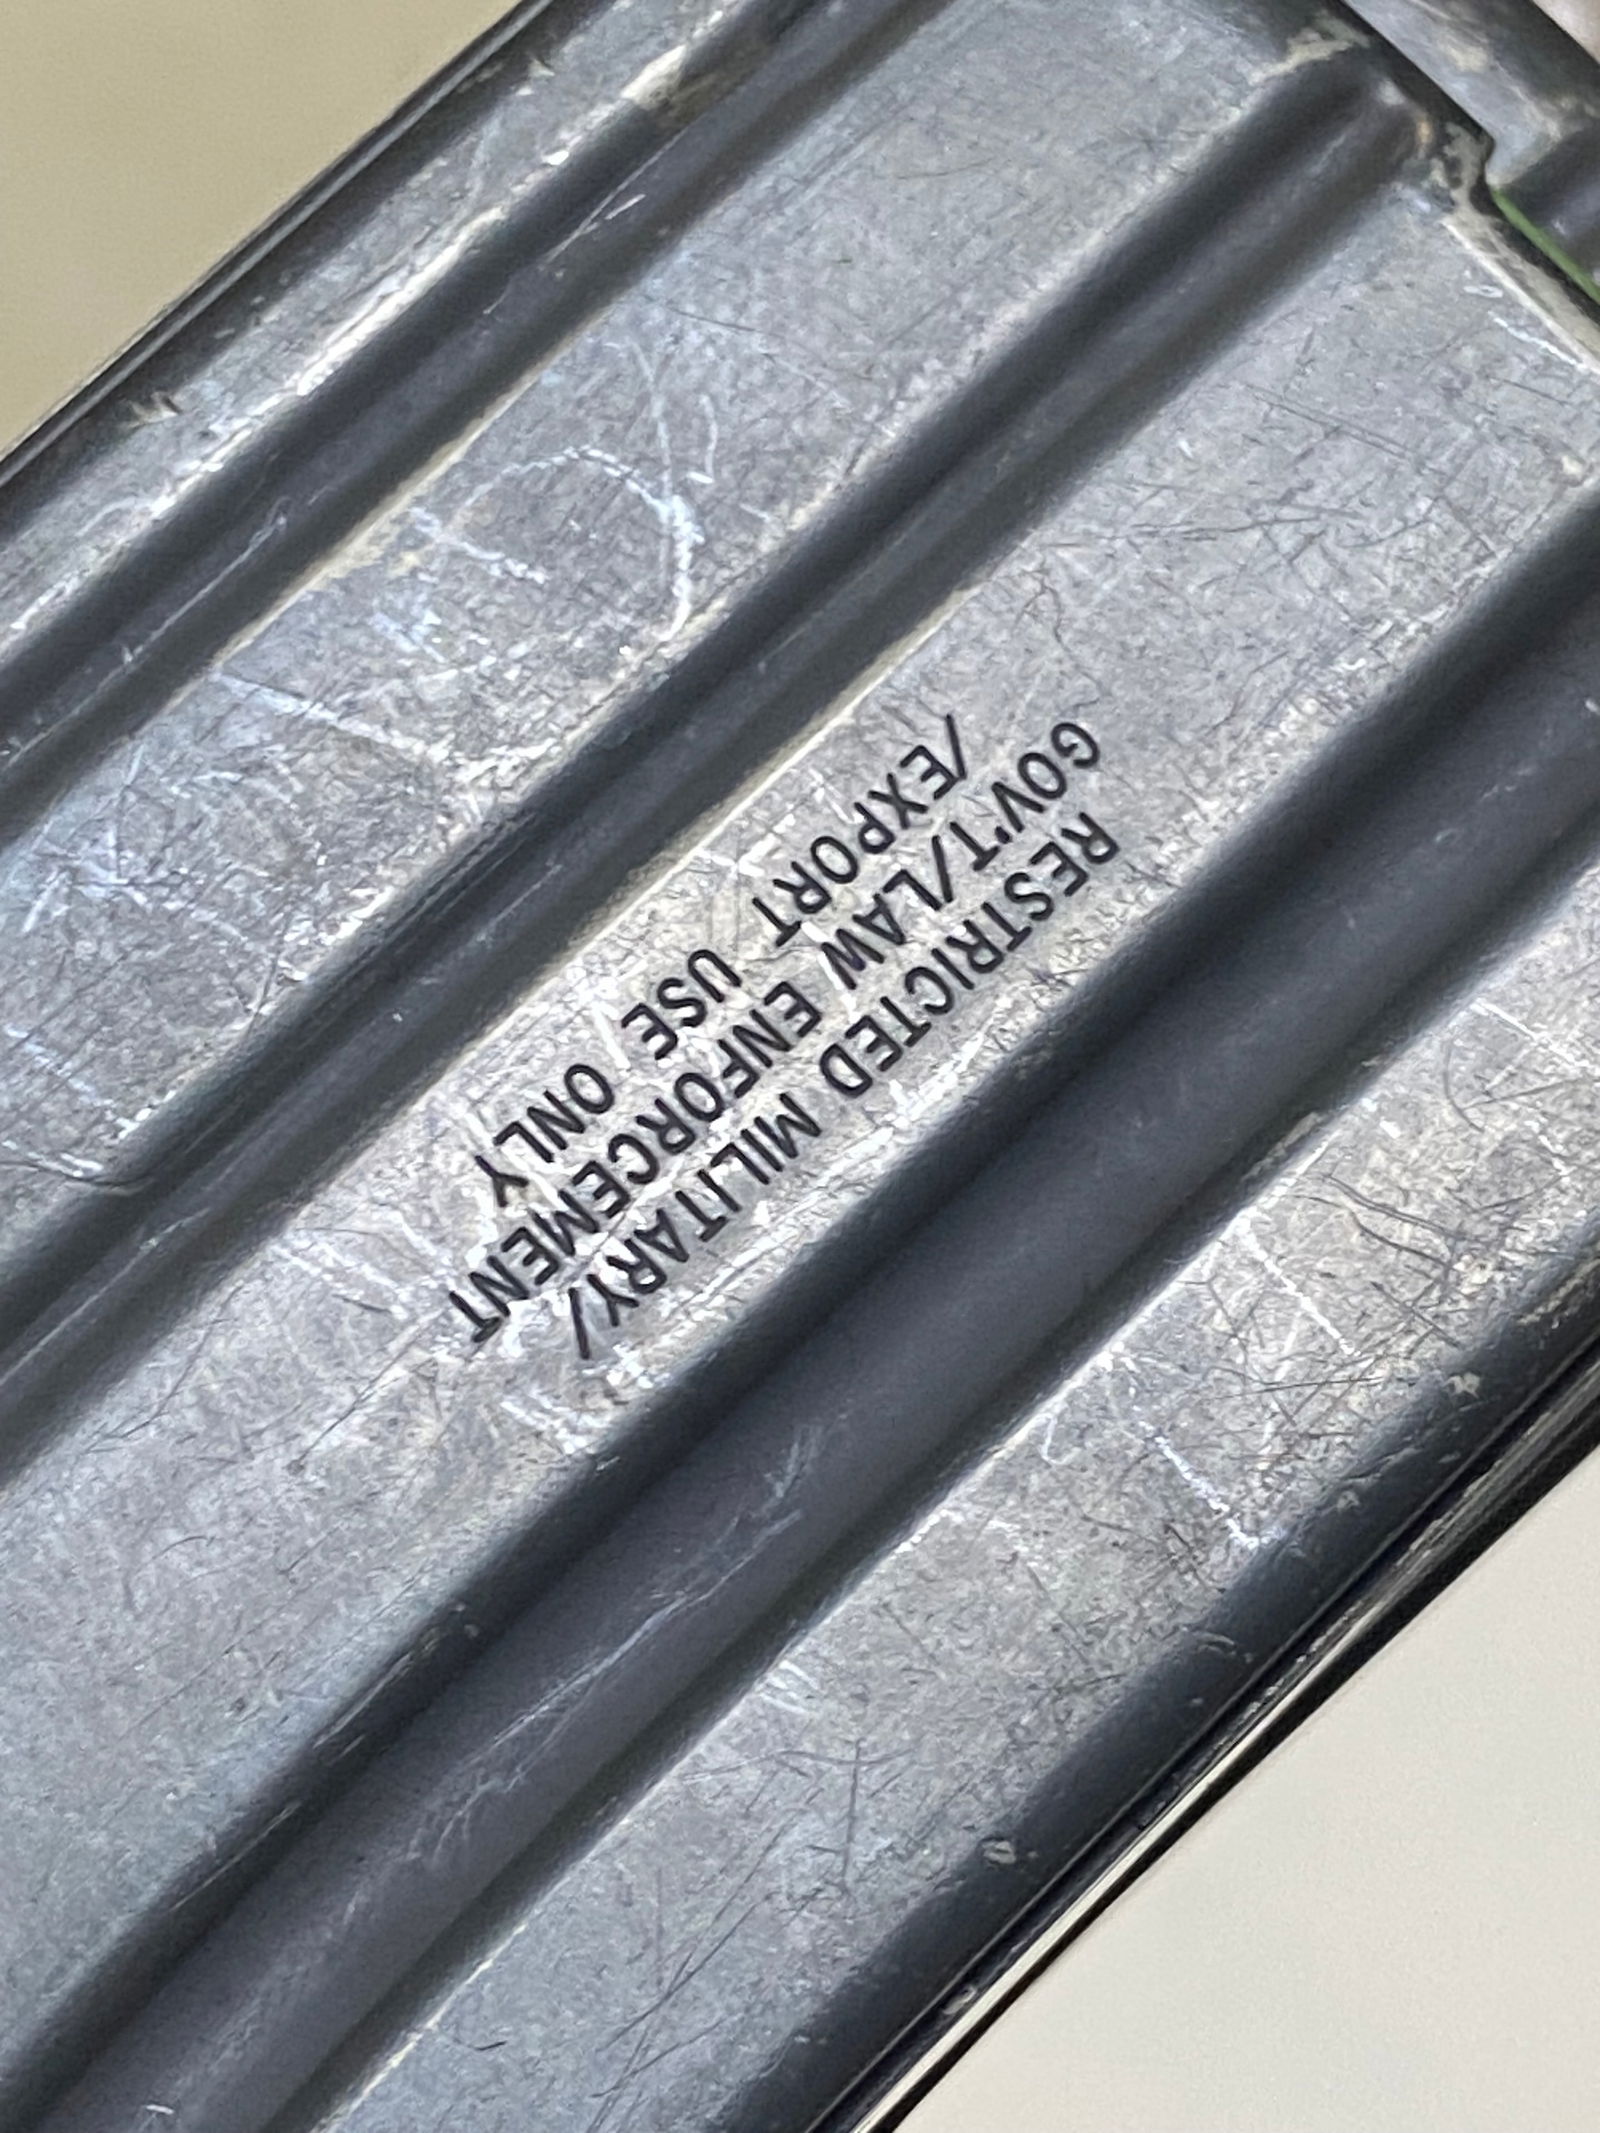 RESTRICTED MILITARY/
GOV'T/LAW ENFORCEMENT
/EXPORT USE ONLY